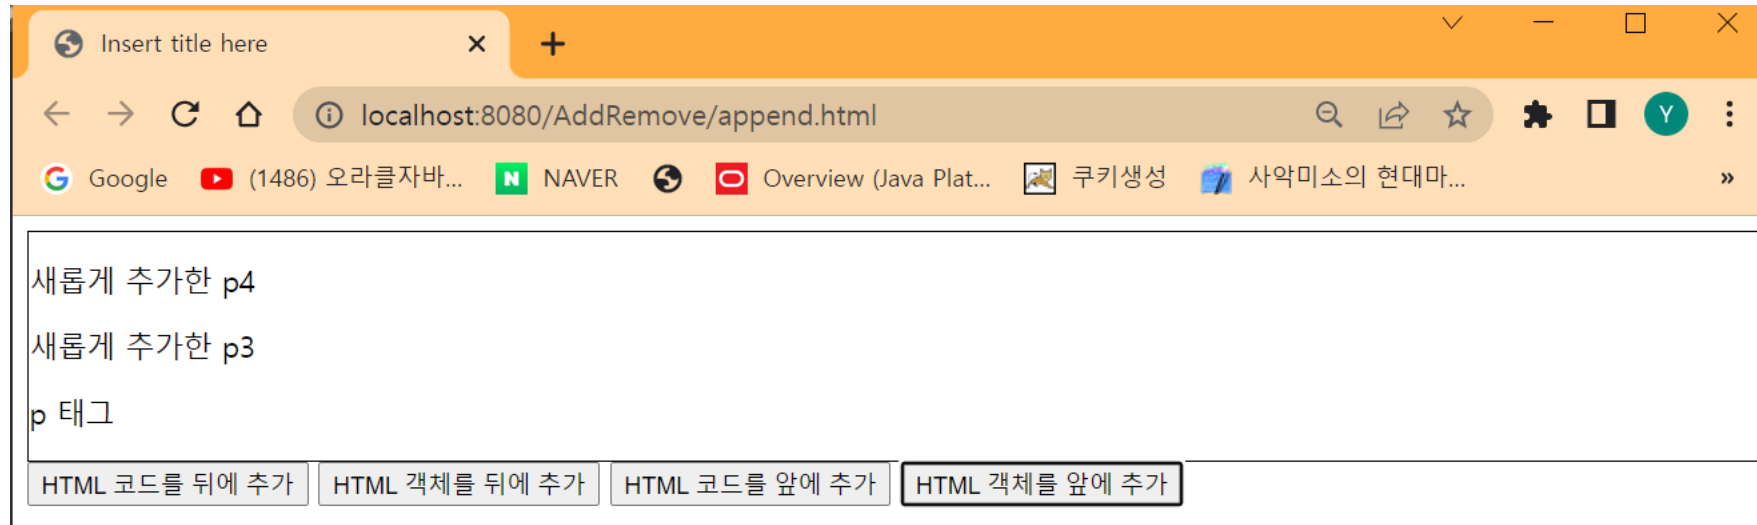 Insert title here
localhost:8080/AddRemove/append.html
Y
Google (1486) 오라클자바... N NAVER Overview (Java Plat... 쿠키생성 사악미소의 현대마... »
새롭게 추가한 p4
새롭게 추가한 p3
p 태그
HTML 코드를 뒤에 추가 HTML 객체를 뒤에 추가 HTML 코드를 앞에 추가 HTML 객체를 앞에 추가